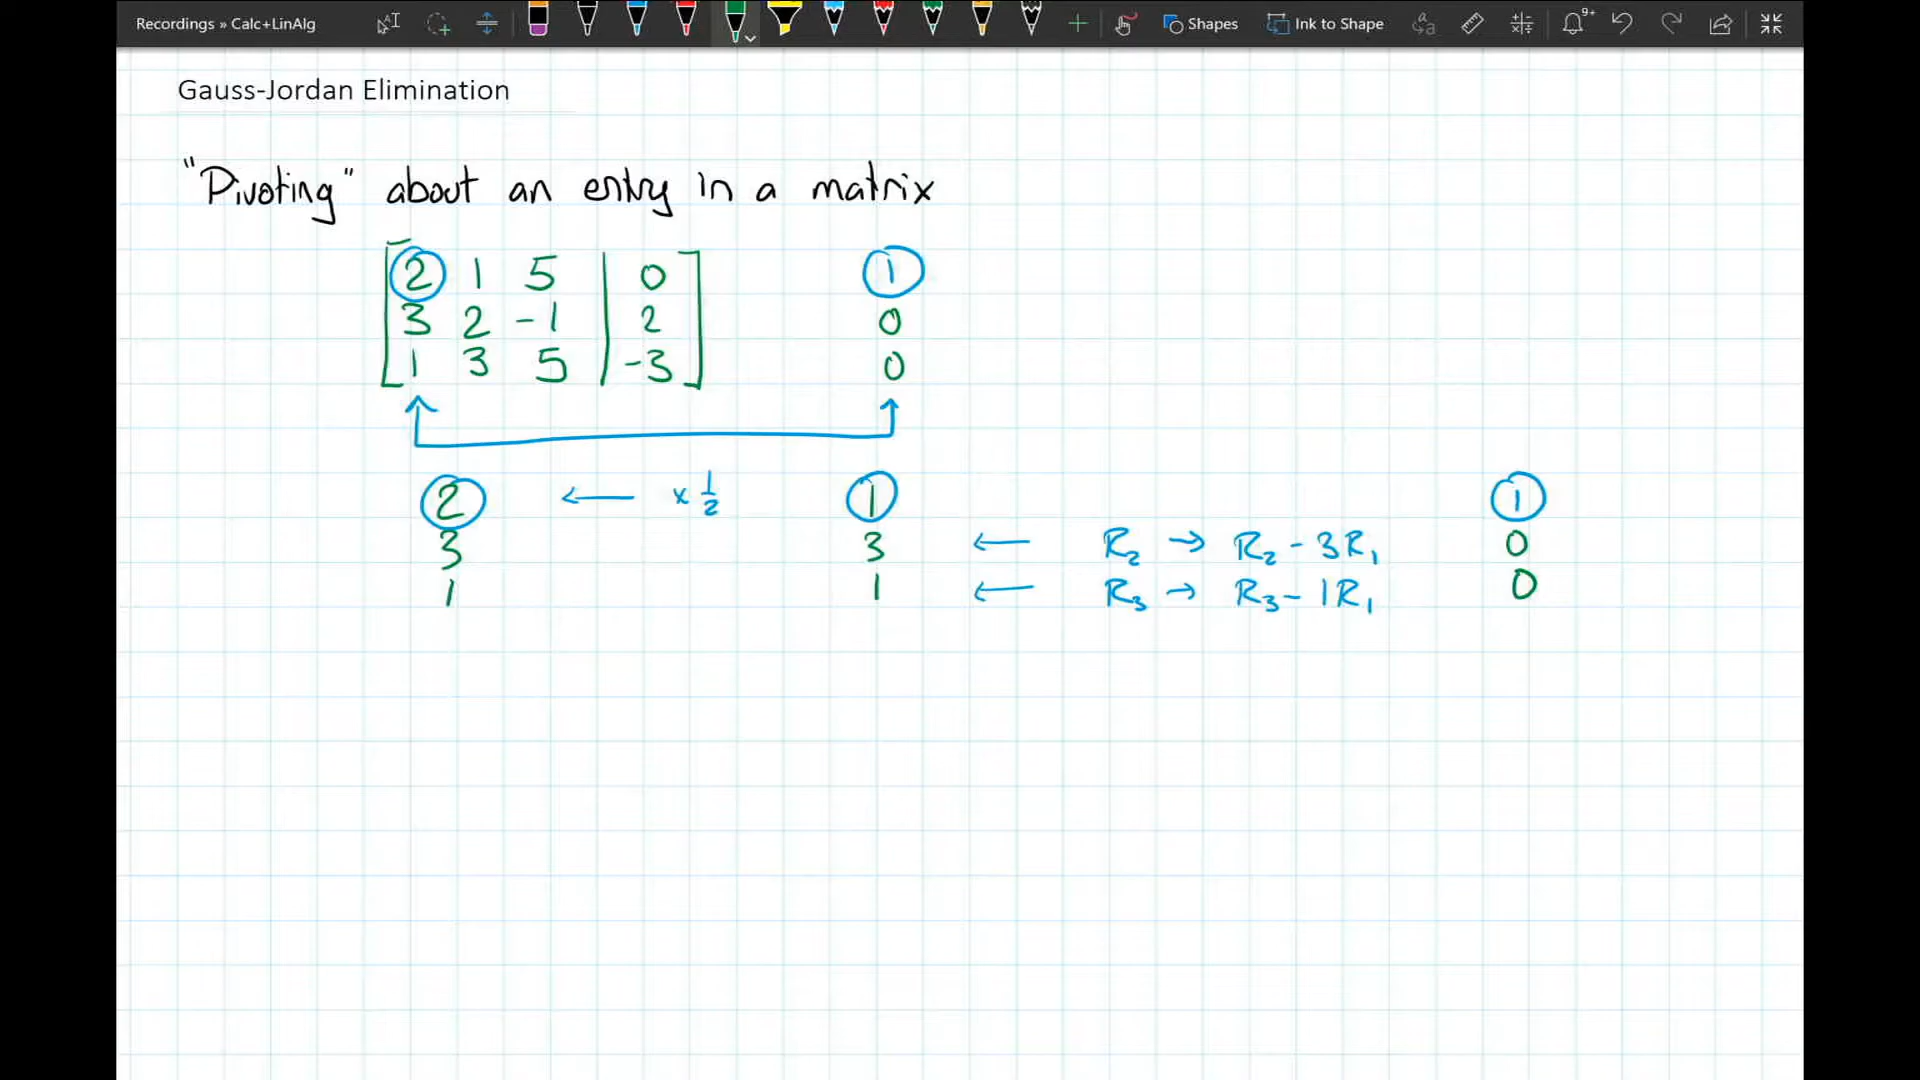 Recordings » Calc+LinAlg Shapes Ink to Shape 9+
Gauss-Jordan Elimination
"Pivoting" about an entry in a matrix
2 1 5 | 0 1
3 2 -1 | 2 0
1 3 5 | -3 0
2 ← × 1/2 1 1
3 3 ← R₂ → R₂ - 3R₁ 0
1 1 ← R₃ → R₃ - 1R₁ 0